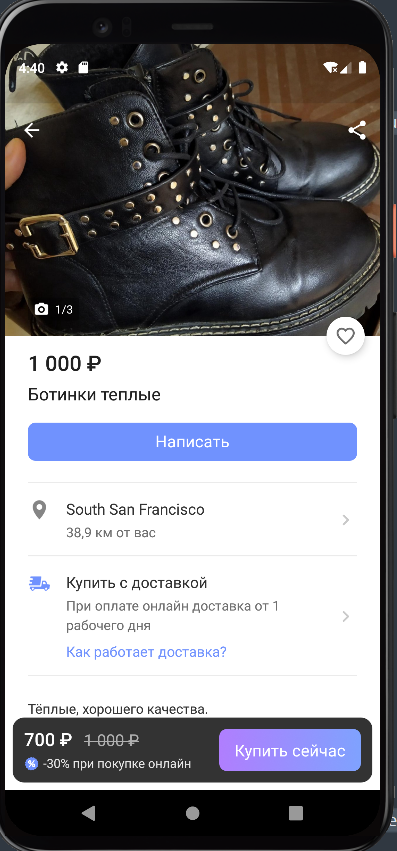 4:40
1/3
1 000 ₽
Ботинки теплые
Написать
South San Francisco
38,9 км от вас
Купить с доставкой
При оплате онлайн доставка от 1
рабочего дня
Как работает доставка?
Тёплые, хорошего качества.
700 ₽ 1 000 ₽
% -30% при покупке онлайн
Купить сейчас